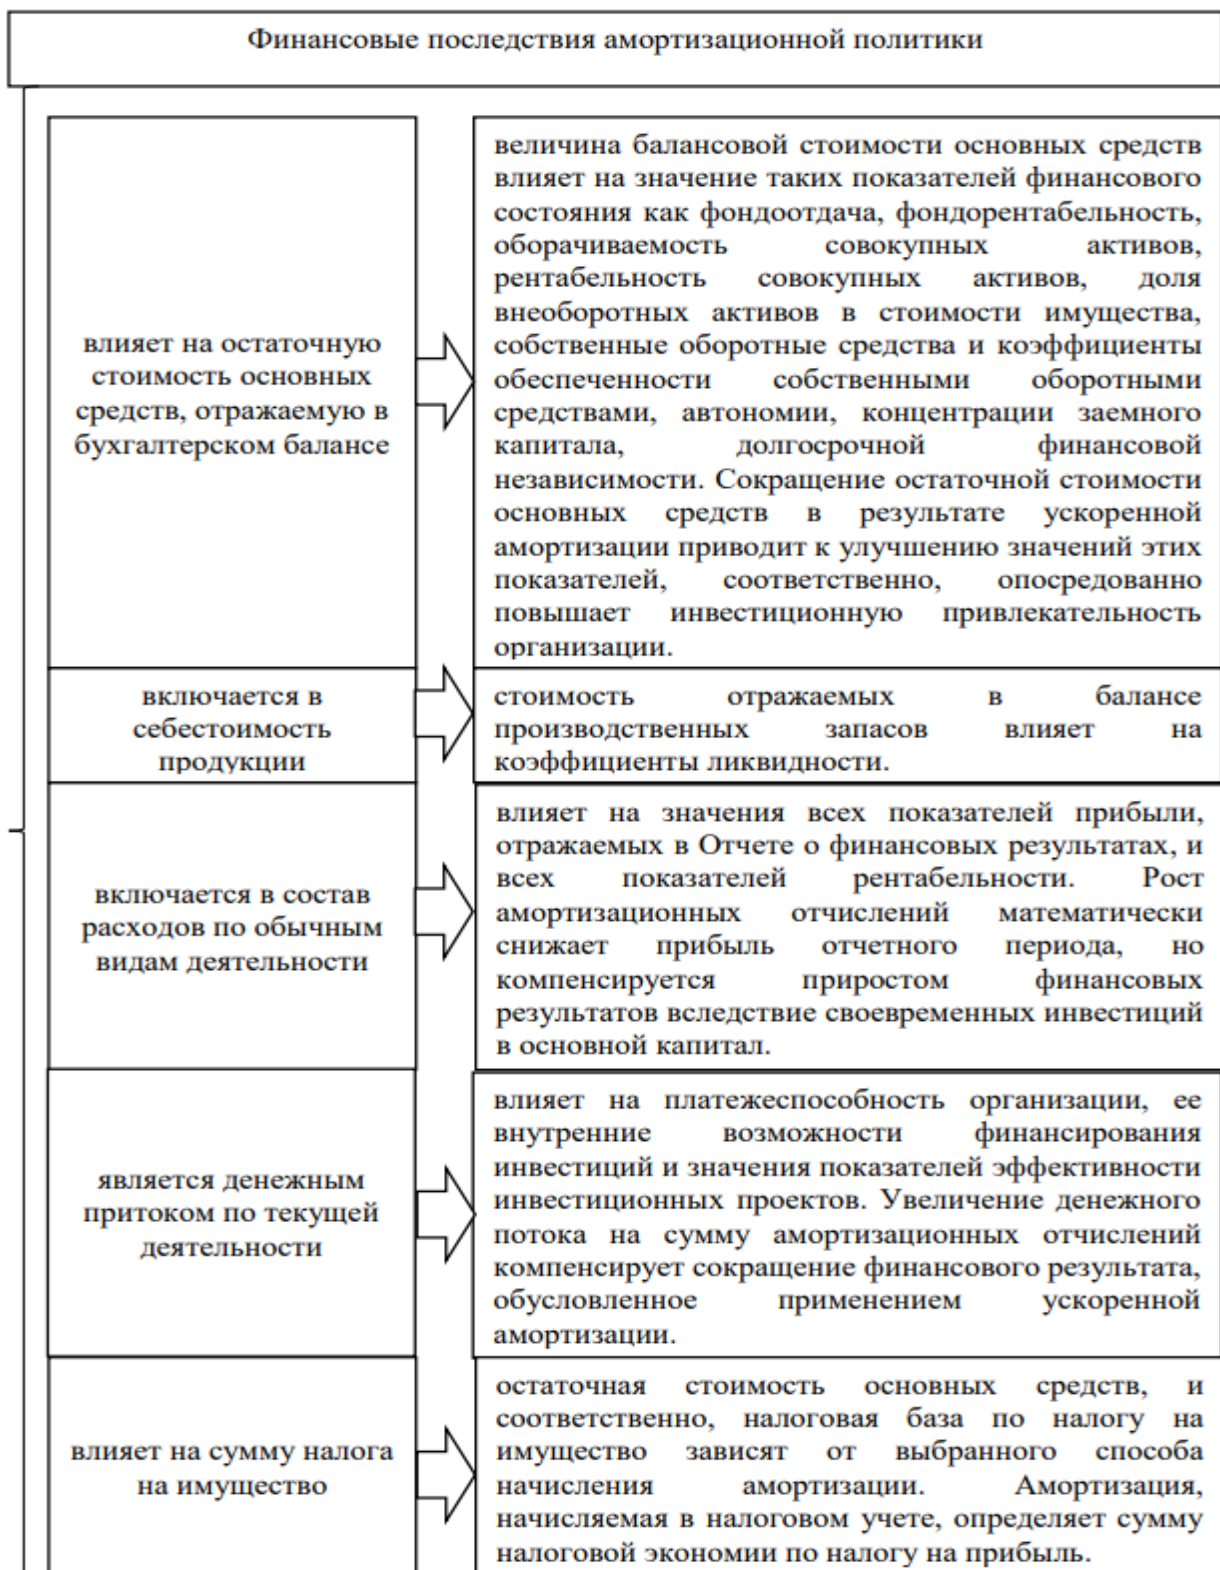 Финансовые последствия амортизационной политики
влияет на остаточную
стоимость основных
средств, отражаемую в
бухгалтерском балансе
величина балансовой стоимости основных средств
влияет на значение таких показателей финансового
состояния как фондоотдача, фондорентабельность,
оборачиваемость совокупных активов,
рентабельность совокупных активов, доля
внеоборотных активов в стоимости имущества,
собственные оборотные средства и коэффициенты
обеспеченности собственными оборотными
средствами, автономии, концентрации заемного
капитала, долгосрочной финансовой
независимости. Сокращение остаточной стоимости
основных средств в результате ускоренной
амортизации приводит к улучшению значений этих
показателей, соответственно, опосредованно
повышает инвестиционную привлекательность
организации.
включается в
себестоимость
продукции
стоимость отражаемых в балансе
производственных запасов влияет на
коэффициенты ликвидности.
включается в состав
расходов по обычным
видам деятельности
влияет на значения всех показателей прибыли,
отражаемых в Отчете о финансовых результатах, и
всех показателей рентабельности. Рост
амортизационных отчислений математически
снижает прибыль отчетного периода, но
компенсируется приростом финансовых
результатов вследствие своевременных инвестиций
в основной капитал.
является денежным
притоком по текущей
деятельности
влияет на платежеспособность организации, ее
внутренние возможности финансирования
инвестиций и значения показателей эффективности
инвестиционных проектов. Увеличение денежного
потока на сумму амортизационных отчислений
компенсирует сокращение финансового результата,
обусловленное применением ускоренной
амортизации.
влияет на сумму налога
на имущество
остаточная стоимость основных средств, и
соответственно, налоговая база по налогу на
имущество зависят от выбранного способа
начисления амортизации. Амортизация,
начисляемая в налоговом учете, определяет сумму
налоговой экономии по налогу на прибыль.